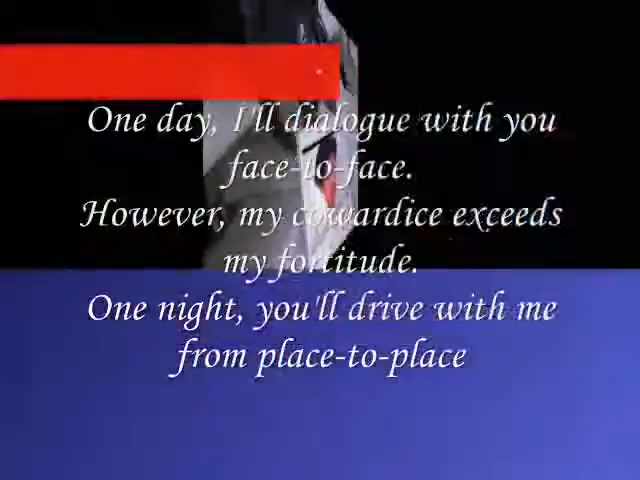 One day, I'll dialogue with you
face-to-face.
However, my cowardice exceeds
my fortitude.
One night, you'll drive with me
from place-to-place